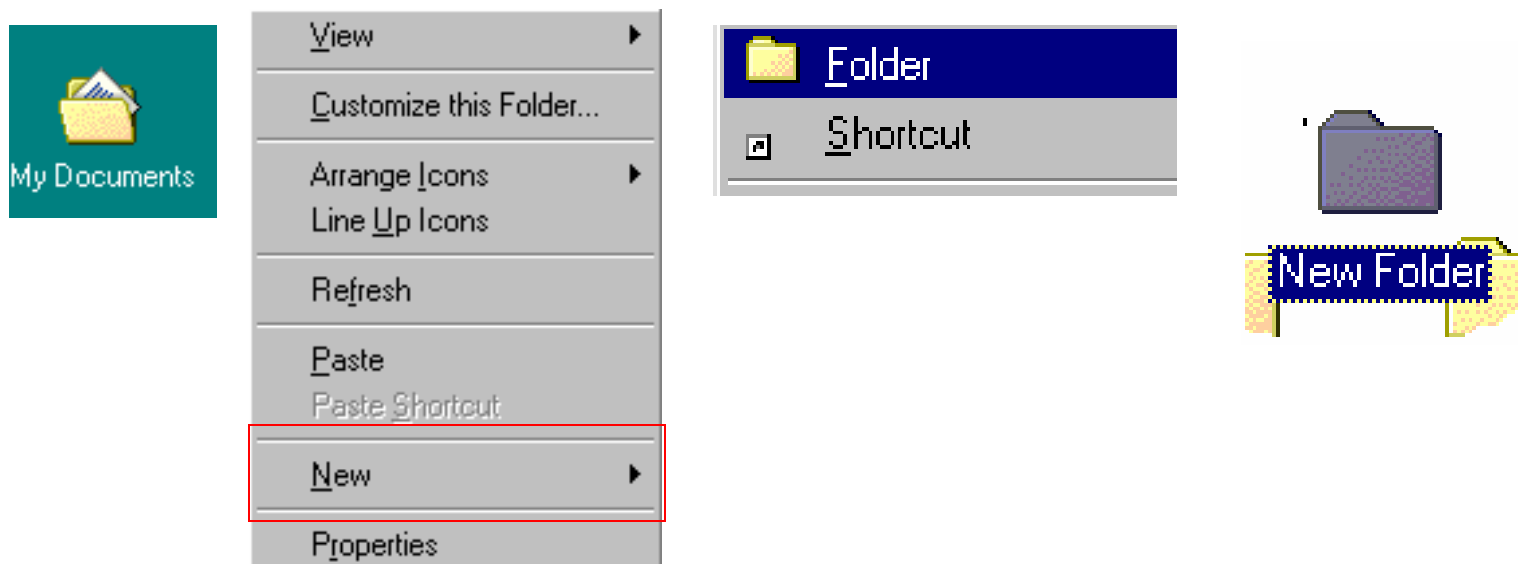 My Documents
View
Customize this Folder...
Arrange Icons
Line Up Icons
Refresh
Paste
Paste Shortcut
New
Properties
Folder
Shortcut
New Folder